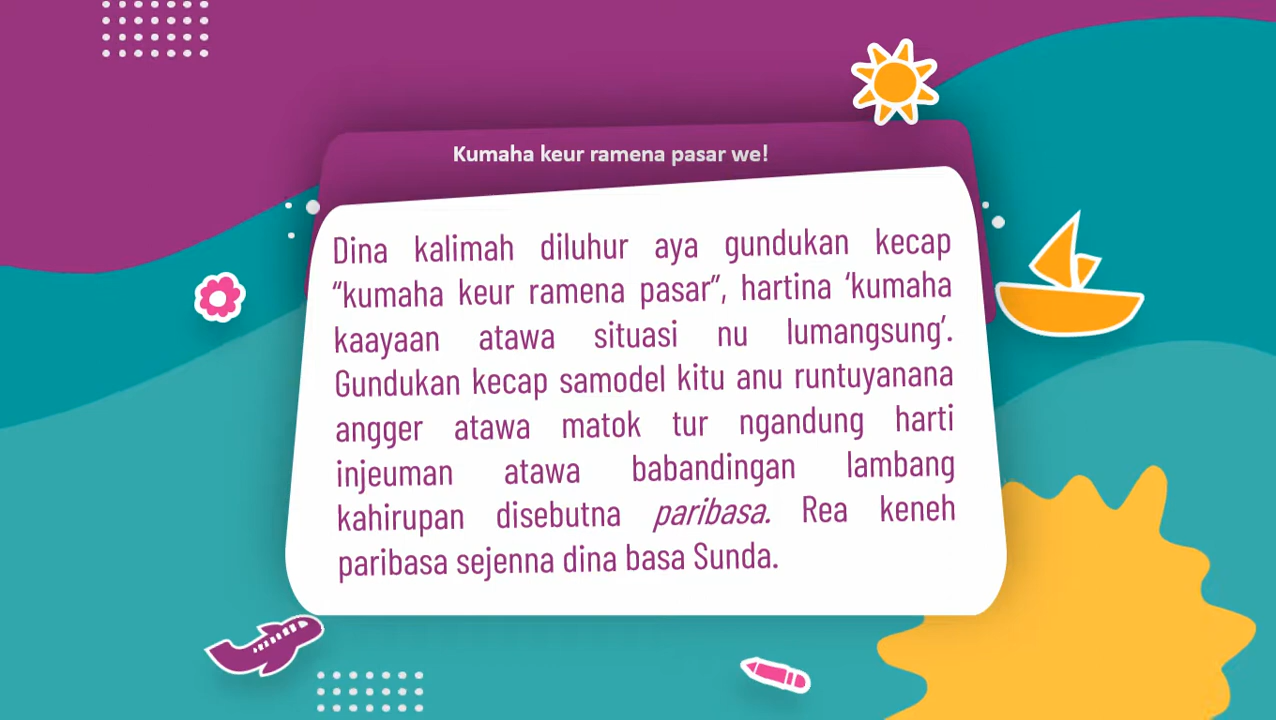 Kumaha keur ramena pasar we!
Dina kalimah diluhur aya gundukan kecap
“kumaha keur ramena pasar”, hartina ‘kumaha
kaayaan atawa situasi nu lumangsung’.
Gundukan kecap samodel kitu anu runtuyanana
angger atawa matok tur ngandung harti
injeuman atawa babandingan lambang
kahirupan disebutna paribasa. Rea keneh
paribasa sejenna dina basa Sunda.